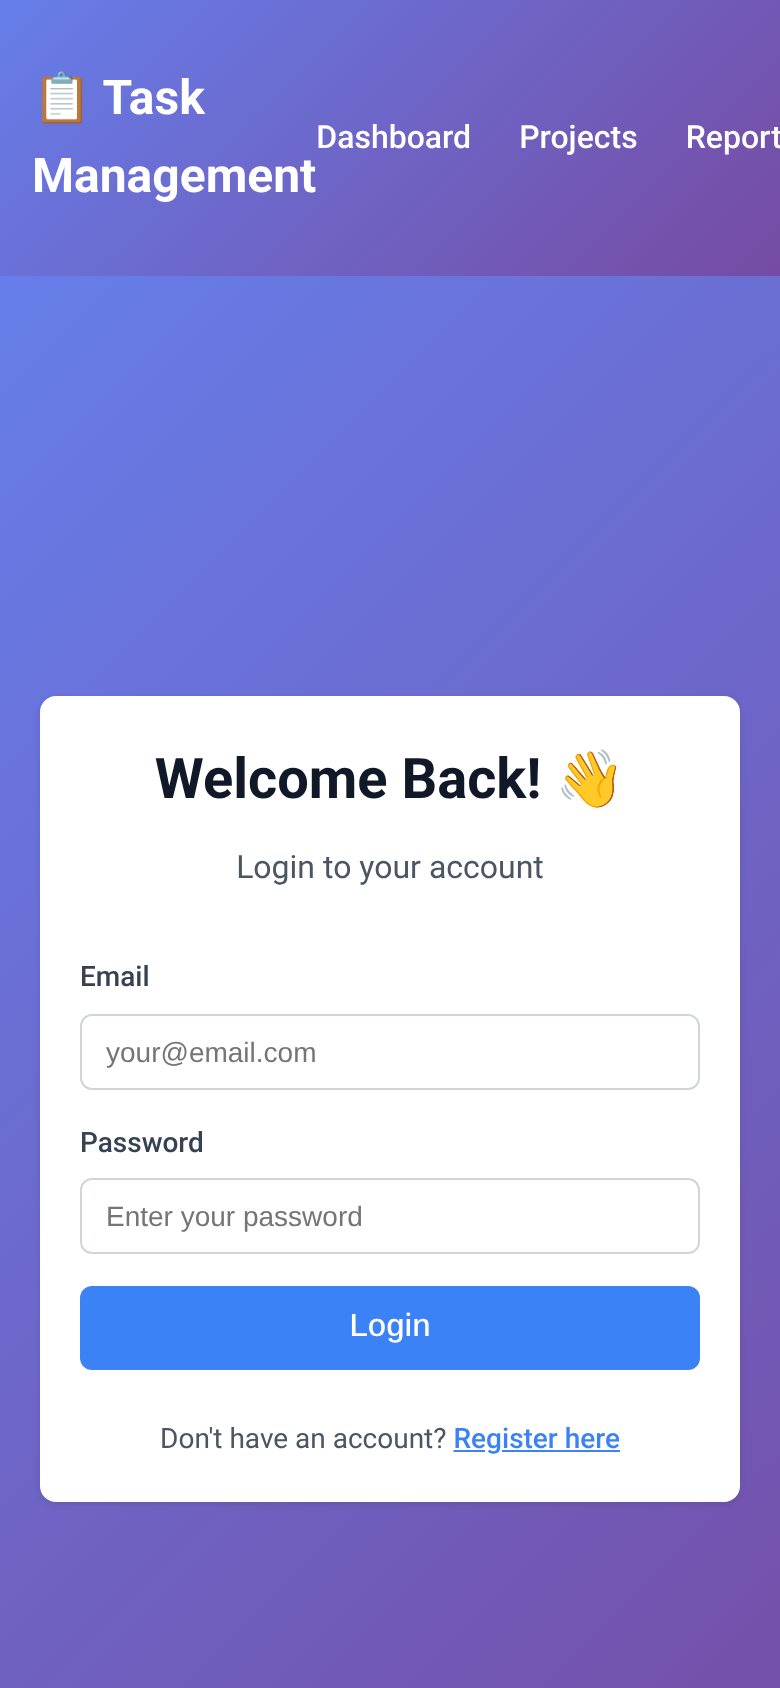 📋 Task
Management
Dashboard Projects Report
Welcome Back! 👋
Login to your account
Email
your@email.com
Password
Enter your password
Login
Don't have an account? Register here